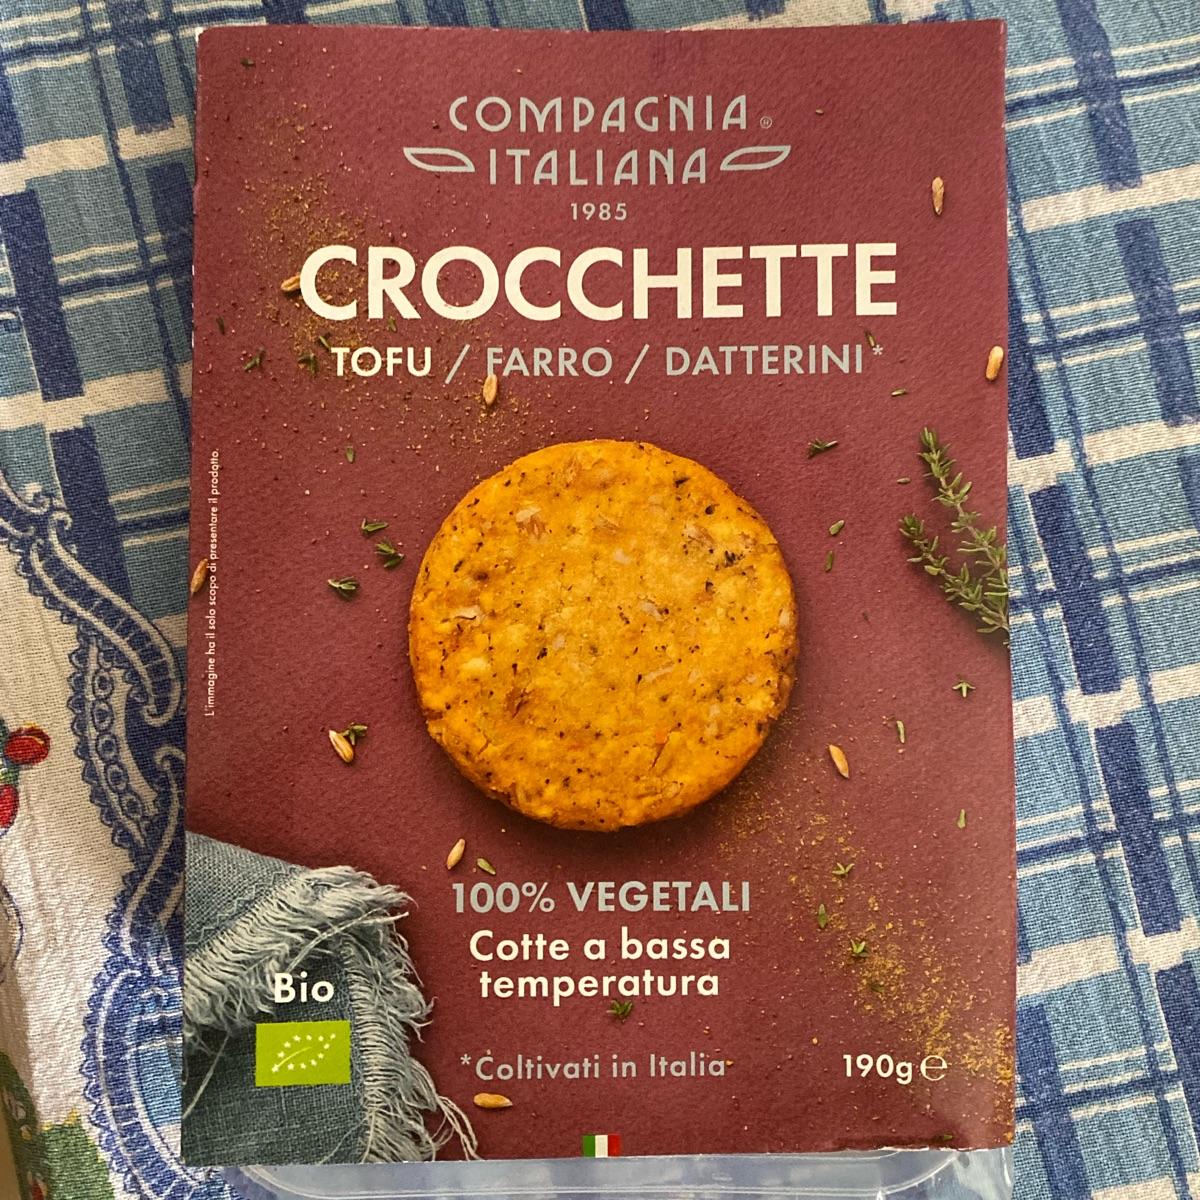 COMPAGNIA
ITALIANA
1985
CROCCHETTE
TOFU / FARRO / DATTERINI*
L'immagine ha il solo scopo di presentare il prodotto.
100% VEGETALI
Cotte a bassa
temperatura
Bio
*Coltivati in Italia
190g ℮